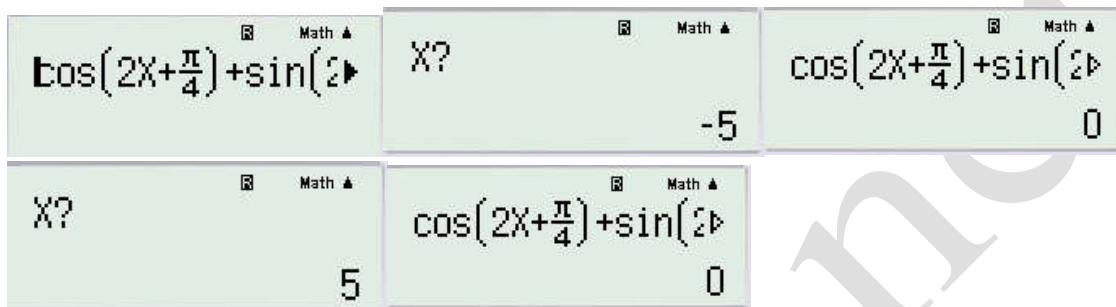 R Math ▲
cos(2X+π/4)+sin(2▶
R Math ▲
X?
-5
R Math ▲
cos(2X+π/4)+sin(2▷
0
R Math ▲
X?
5
R Math ▲
cos(2X+π/4)+sin(2▷
0